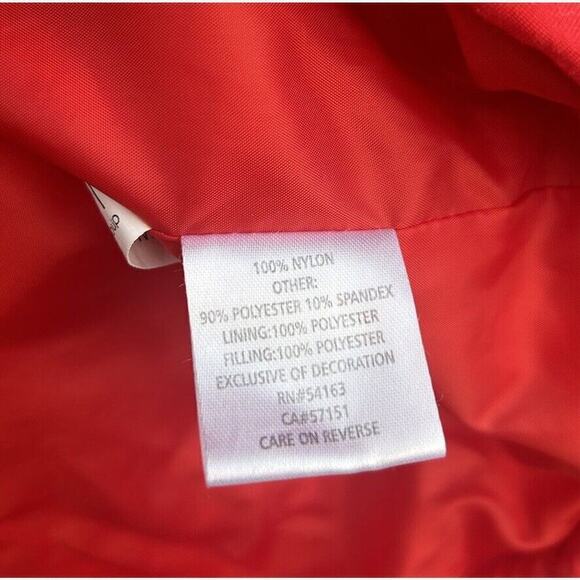 100% NYLON
OTHER:
90% POLYESTER 10% SPANDEX
LINING:100% POLYESTER
FILLING:100% POLYESTER
EXCLUSIVE OF DECORATION
RN#54163
CA#57151
CARE ON REVERSE